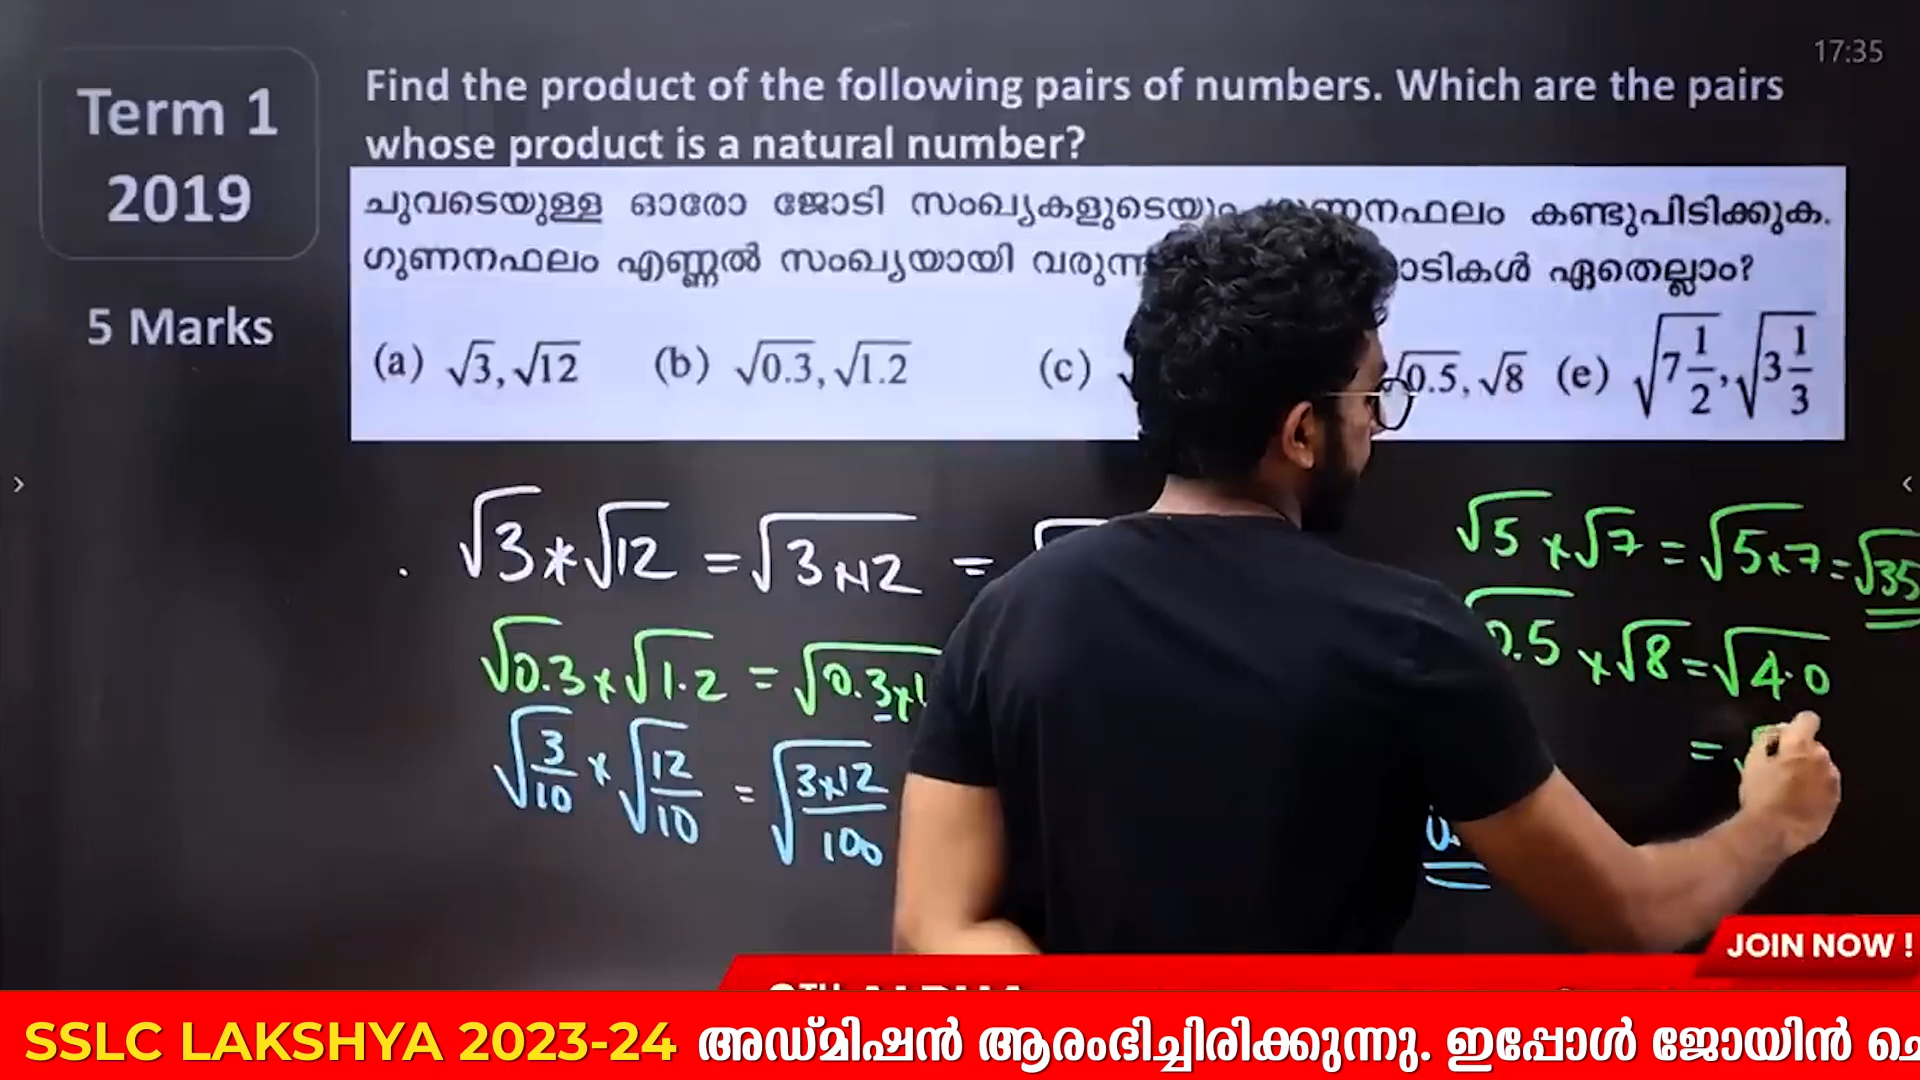 17:35
Term 1
2019
5 Marks
Find the product of the following pairs of numbers. Which are the pairs
whose product is a natural number?
ചുവടെയുള്ള ഓരോ ജോടി സംഖ്യകളുടെയും ഗുണനഫലം കണ്ടുപിടിക്കുക.
ഗുണനഫലം എണ്ണൽ സംഖ്യയായി വരുന്ന ഏതെല്ലാം?
(a) √3, √12 (b) √0.3, √1.2 (c) √0.5, √8 (e) √7 1/2, √3 1/3
√3 * √12 = √3×12 =
√0.3 × √1.2 = √0.3×1
√3/10 × √12/10 = √3×12/100
√5 × √7 = √5×7 = √35
0.5 × √8 = √4.0
=
JOIN NOW !
SSLC LAKSHYA 2023-24 അഡ്മിഷൻ ആരംഭിച്ചിരിക്കുന്നു. ഇപ്പോൾ ജോയിൻ ചെ